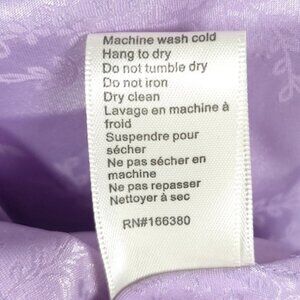 Machine wash cold
Hang to dry
Do not tumble dry
Do not iron
Dry clean
Lavage en machine à
froid
Suspendre pour
sécher
Ne pas sécher en
machine
Ne pas repasser
Nettoyer à sec
RN#166380